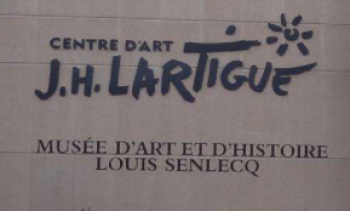 CENTRE D'ART
J.H. LARTIGUE
MUSÉE D'ART ET D'HISTOIRE
LOUIS SENLECQ